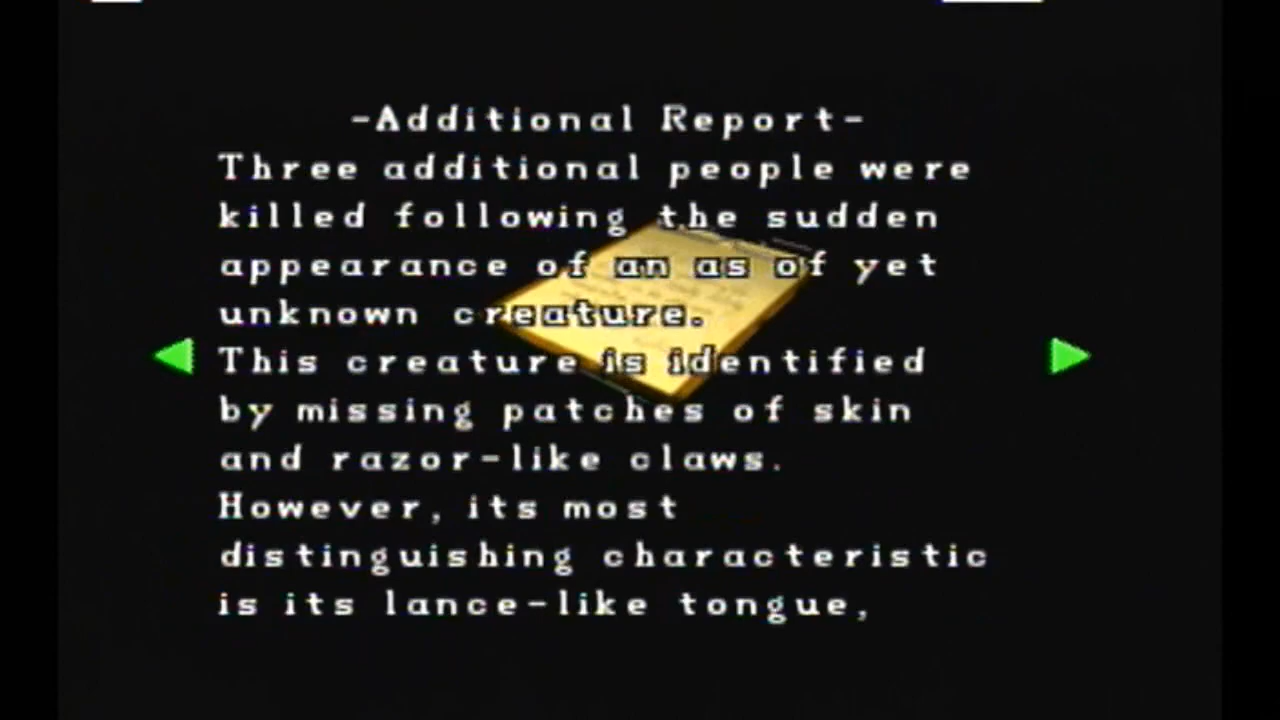 -Additional Report-
Three additional people were
killed following the sudden
appearance of an as of yet
unknown creature.
This creature is identified
by missing patches of skin
and razor-like claws.
However, its most
distinguishing characteristic
is its lance-like tongue,